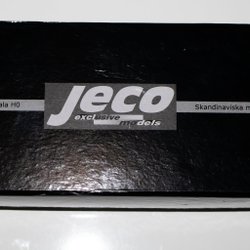 ala H0
jeco
exclusive
models
Skandinaviska m